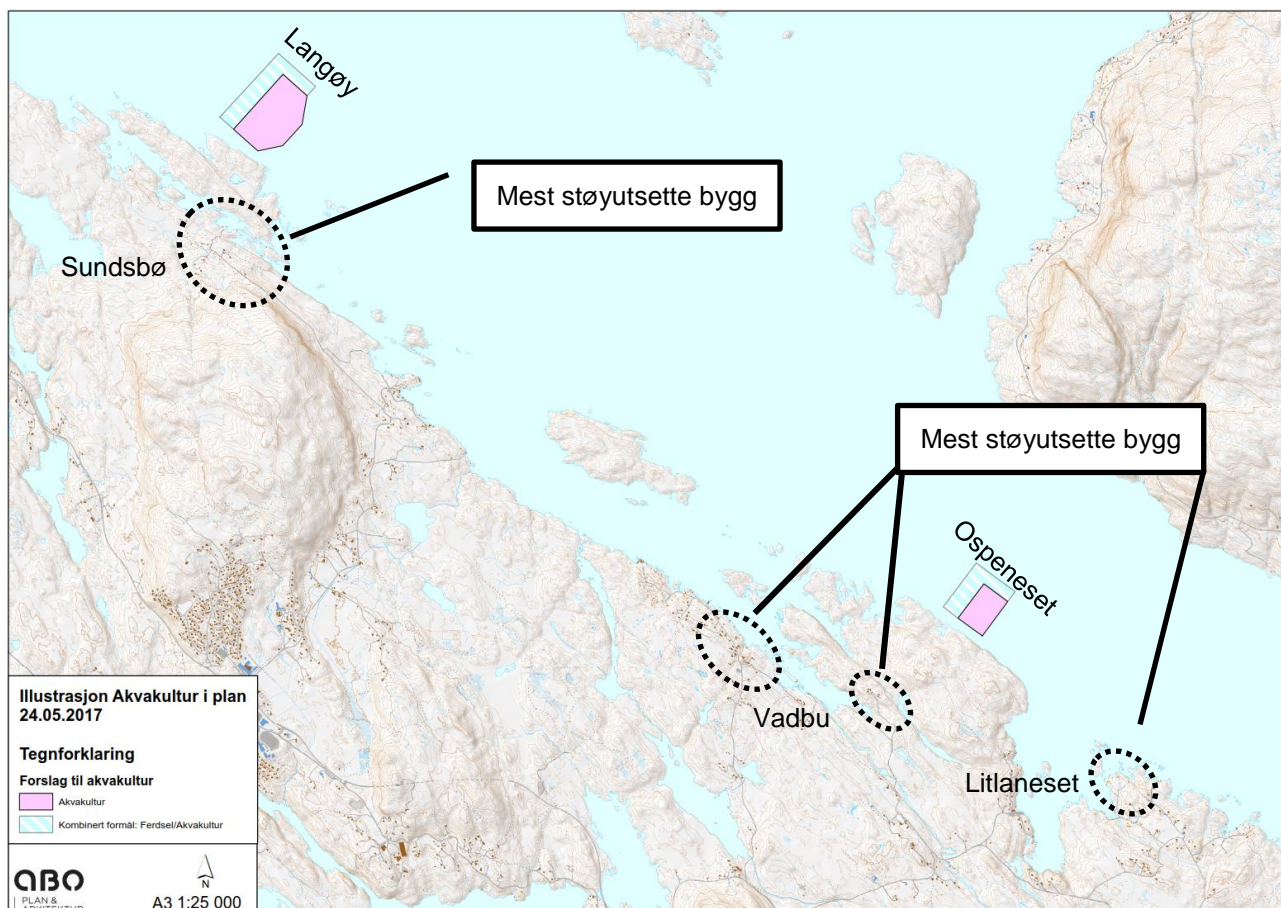 Langøy
Mest støyutsette bygg
Sundsbø
Mest støyutsette bygg
Ospeneset
Vadbu
Litlaneset
Illustrasjon Akvakultur i plan
24.05.2017
Tegnforklaring
Forslag til akvakultur
Akvakultur
Kombinert formål: Ferdsel/Akvakultur
ABO
PLAN &
ARKITEKTUR
N
A3 1:25 000